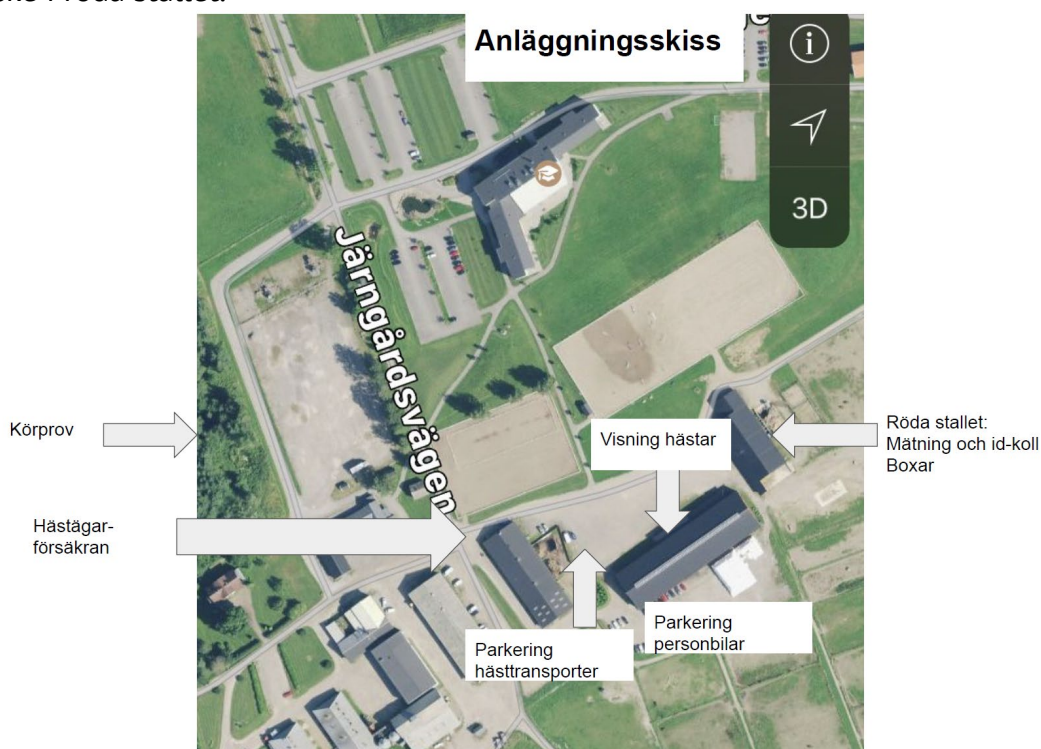 Anläggningsskiss
3D
Järngårdsvägen
Körprov
Visning hästar
Röda stallet:
Mätning och id-koll
Boxar
Hästägar-
försäkran
Parkering
hästtransporter
Parkering
personbilar